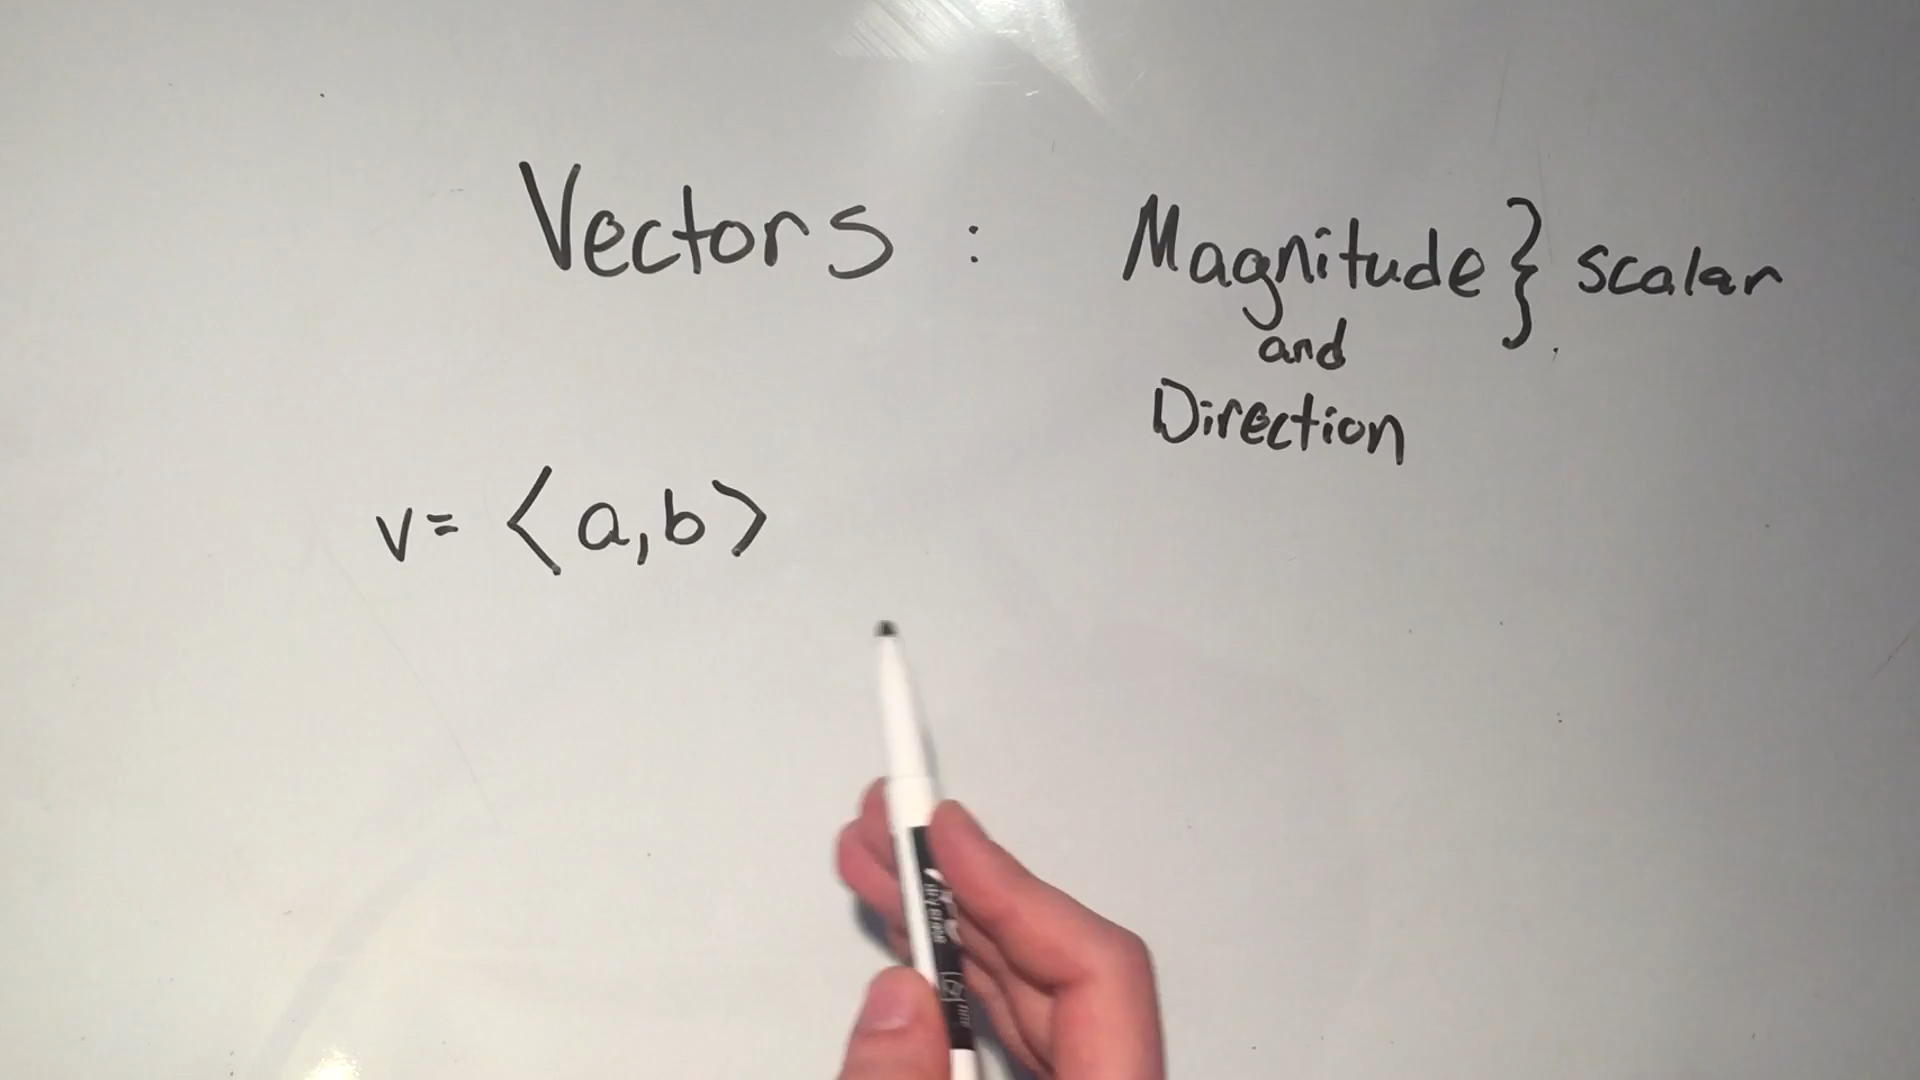 Vectors : Magnitude } scalar
and
Direction
v = ⟨ a, b ⟩